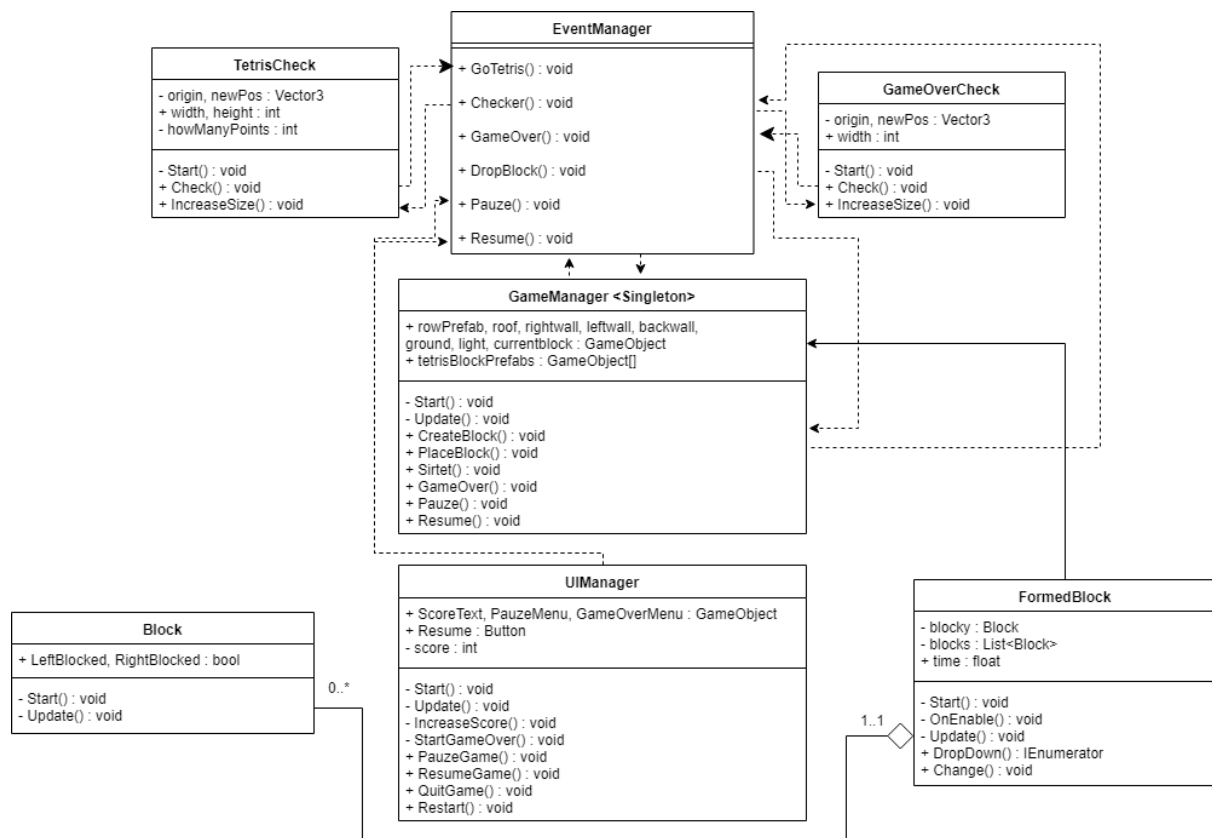 EventManager
+ GoTetris() : void
+ Checker() : void
+ GameOver() : void
+ DropBlock() : void
+ Pauze() : void
+ Resume() : void
TetrisCheck
- origin, newPos : Vector3
+ width, height : int
- howManyPoints : int
- Start() : void
+ Check() : void
+ IncreaseSize() : void
GameOverCheck
- origin, newPos : Vector3
+ width : int
- Start() : void
+ Check() : void
+ IncreaseSize() : void
GameManager <Singleton>
+ rowPrefab, roof, rightwall, leftwall, backwall,
ground, light, currentblock : GameObject
+ tetrisBlockPrefabs : GameObject[]
- Start() : void
- Update() : void
+ CreateBlock() : void
+ PlaceBlock() : void
+ Sirtet() : void
+ GameOver() : void
+ Pauze() : void
+ Resume() : void
UIManager
+ ScoreText, PauzeMenu, GameOverMenu : GameObject
+ Resume : Button
- score : int
- Start() : void
- Update() : void
- IncreaseScore() : void
- StartGameOver() : void
+ PauzeGame() : void
+ ResumeGame() : void
+ QuitGame() : void
+ Restart() : void
Block
+ LeftBlocked, RightBlocked : bool
- Start() : void
- Update() : void
0..*
FormedBlock
- blocky : Block
- blocks : List<Block>
+ time : float
- Start() : void
- OnEnable() : void
- Update() : void
+ DropDown() : IEnumerator
+ Change() : void
1..1